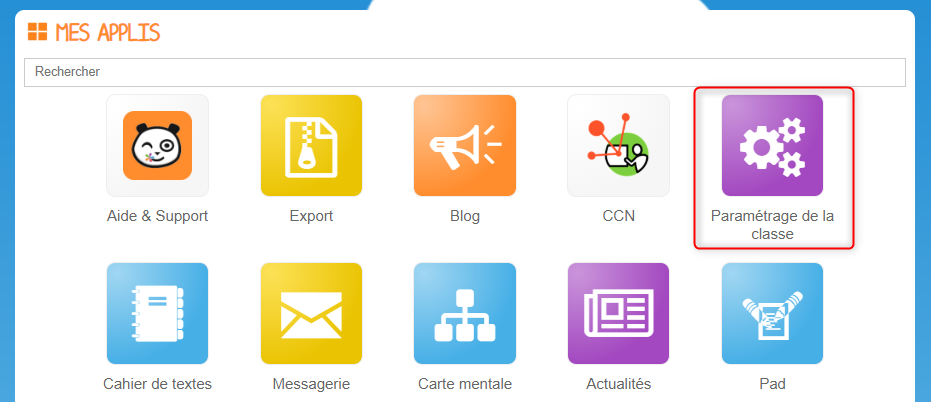 MES APPLIS
Rechercher
Aide & Support
Export
Blog
CCN
Paramétrage de la
classe
Cahier de textes
Messagerie
Carte mentale
Actualités
Pad